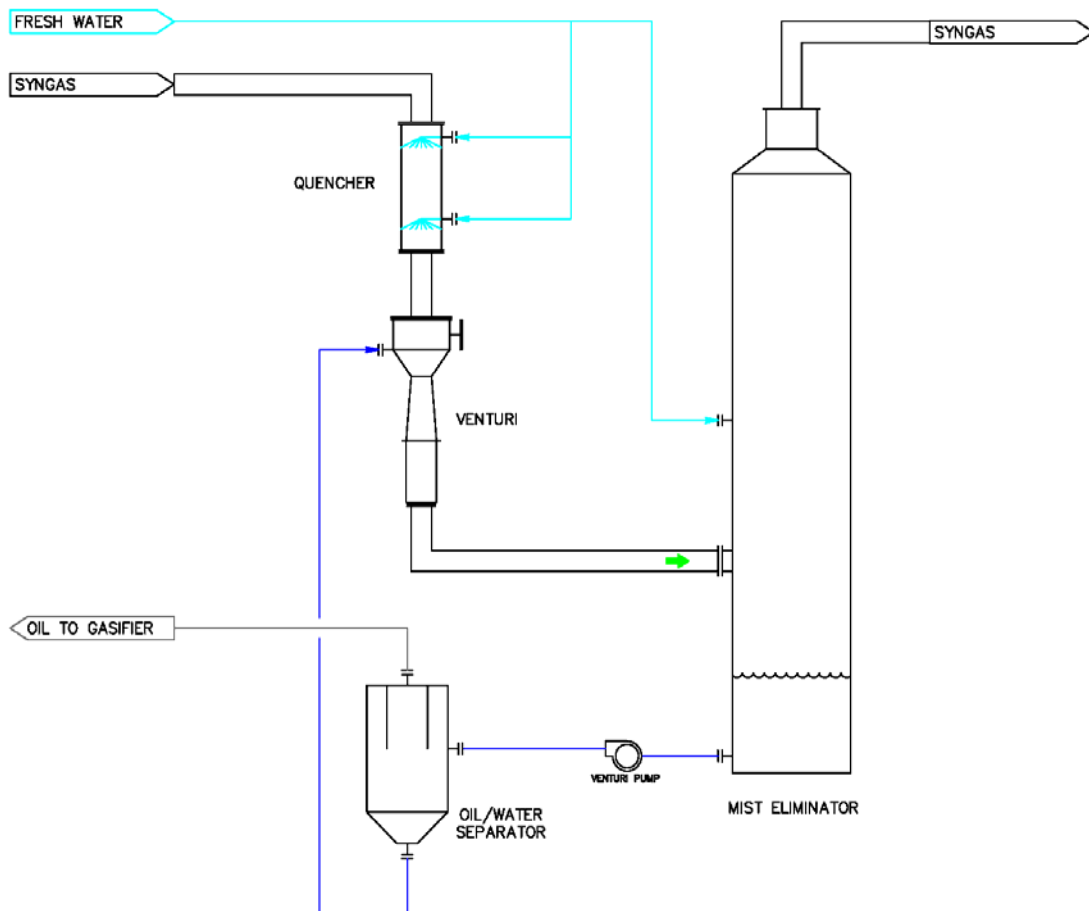 FRESH WATER
SYNGAS
SYNGAS
QUENCHER
VENTURI
OIL TO GASIFIER
VENTURI PUMP
MIST ELIMINATOR
OIL/WATER
SEPARATOR